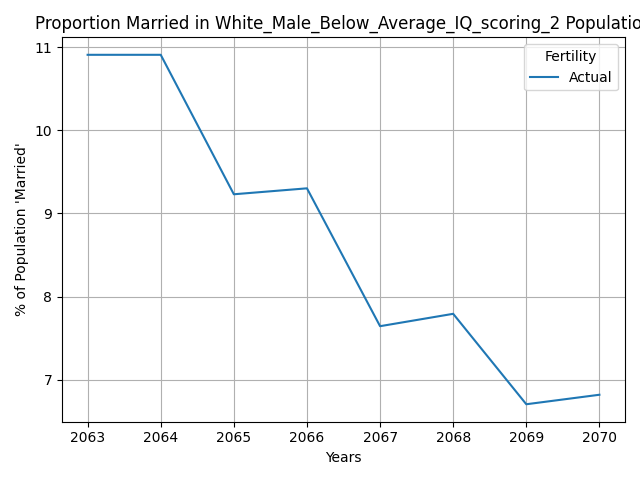 Proportion Married in White_Male_Below_Average_IQ_scoring_2 Populatio
11
10
9
8
7
% of Population 'Married'
Fertility
Actual
2063 2064 2065 2066 2067 2068 2069 2070
Years